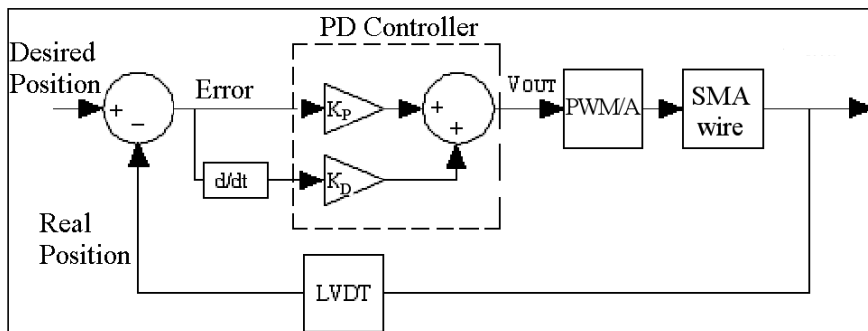 PD Controller
Desired
Position
Error
+
−
K_P
+
+
V_OUT
PWM/A
SMA
wire
d/dt
K_D
Real
Position
LVDT